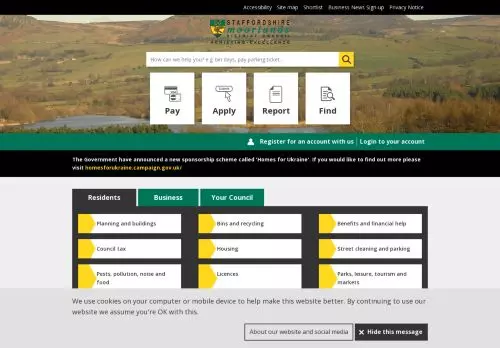 Accessibility Site map Shortlist Business News Sign up Privacy Notice
STAFFORDSHIRE
moorlands
DISTRICT COUNCIL
ACHIEVING EXCELLENCE
How can we help you? e.g. bin days, pay parking ticket...
Pay Apply Report Find
Register for an account with us Login to your account
The Government have announced a new sponsorship scheme called 'Homes for Ukraine'. If you would like to find out more please
visit homesforukraine.campaign.gov.uk/
Residents Business Your Council
Planning and buildings Bins and recycling Benefits and financial help
Council tax Housing Street cleaning and parking
Pests, pollution, noise and Licences Parks, leisure, tourism and
food markets
We use cookies on your computer or mobile device to help make this website better. By continuing to use our
website we assume you're OK with this.
About our website and social media Hide this message